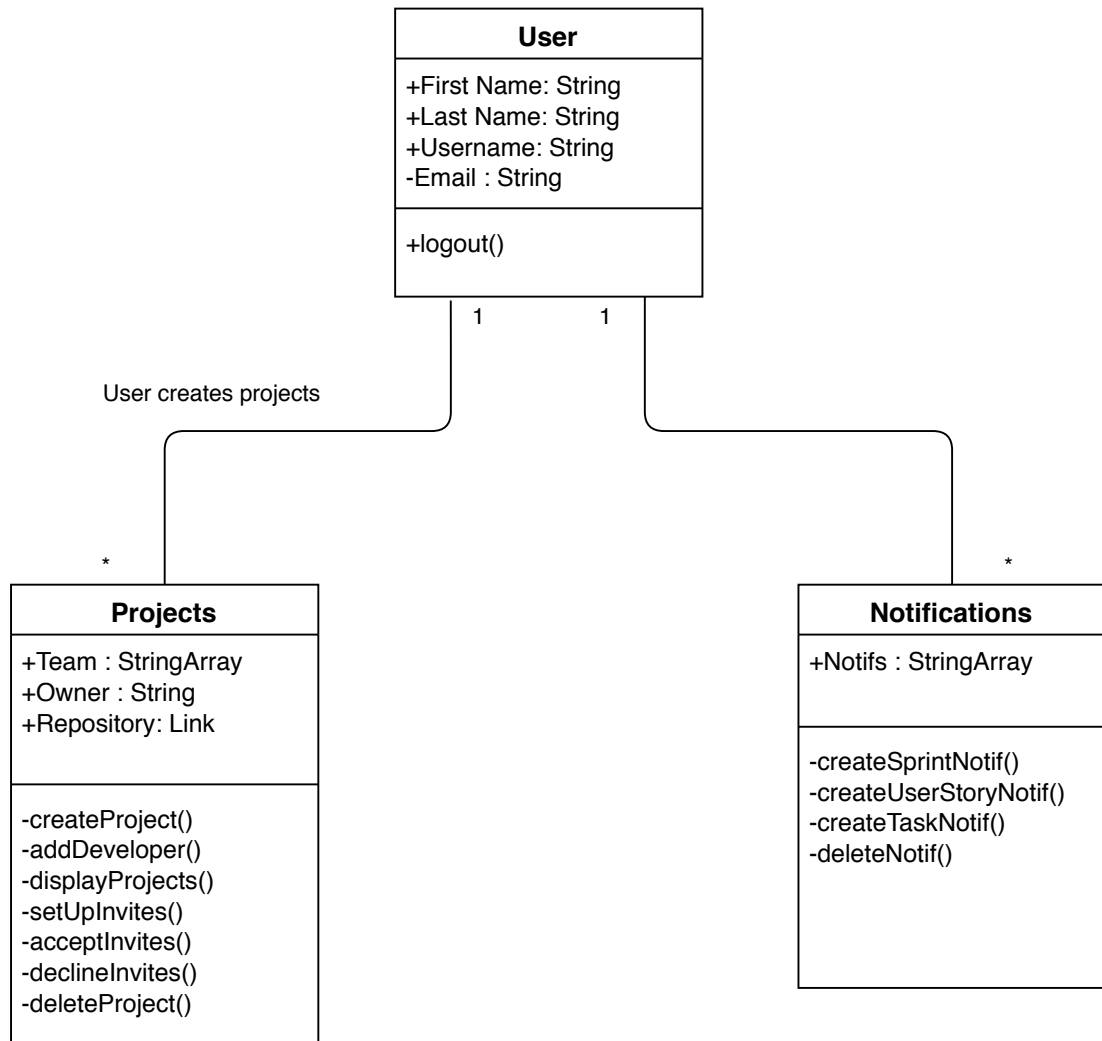 User
+First Name: String
+Last Name: String
+Username: String
-Email : String
+logout()
1
1
User creates projects
*
*
Projects
+Team : StringArray
+Owner : String
+Repository: Link
-createProject()
-addDeveloper()
-displayProjects()
-setUpInvites()
-acceptInvites()
-declineInvites()
-deleteProject()
Notifications
+Notifs : StringArray
-createSprintNotif()
-createUserStoryNotif()
-createTaskNotif()
-deleteNotif()